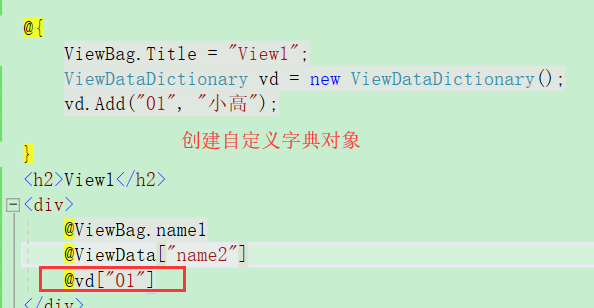 @{
ViewBag.Title = "View1";
ViewDataDictionary vd = new ViewDataDictionary();
vd.Add("01", "小高");
创建自定义字典对象
}
<h2>View1</h2>
<div>
@ViewBag.name1
@ViewData["name2"]
@vd["01"]
</div>